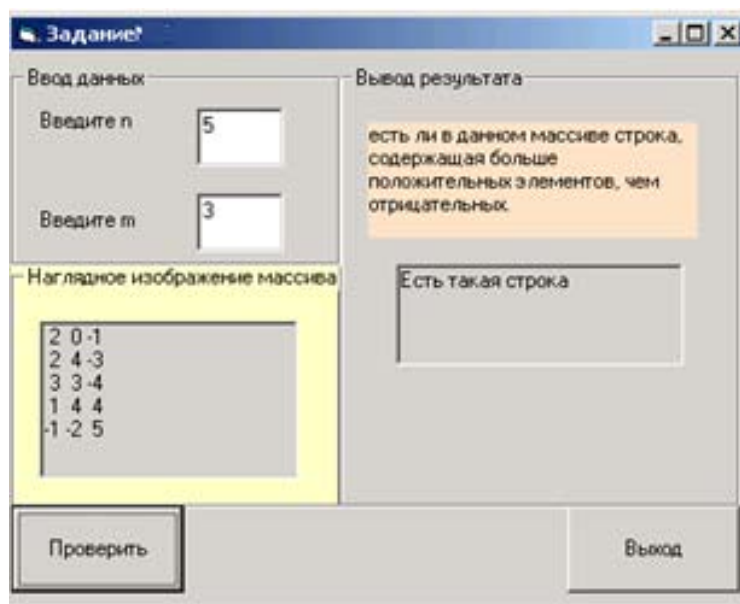 Задание!
Ввод данных
Введите n
5
Введите m
3
Наглядное изображение массива
2 0 -1
2 4 -3
3 3 -4
1 4 4
-1 -2 5
Вывод результата
есть ли в данном массиве строка,
содержащая больше
положительных элементов, чем
отрицательных.
Есть такая строка
Проверить
Выход